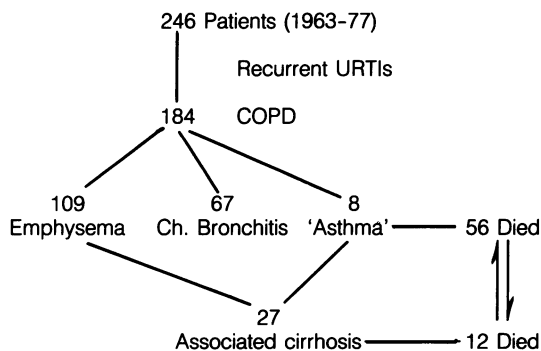 246 Patients (1963-77)
Recurrent URTIs
184 COPD
109 67 8
Emphysema Ch. Bronchitis 'Asthma' 56 Died
27
Associated cirrhosis 12 Died